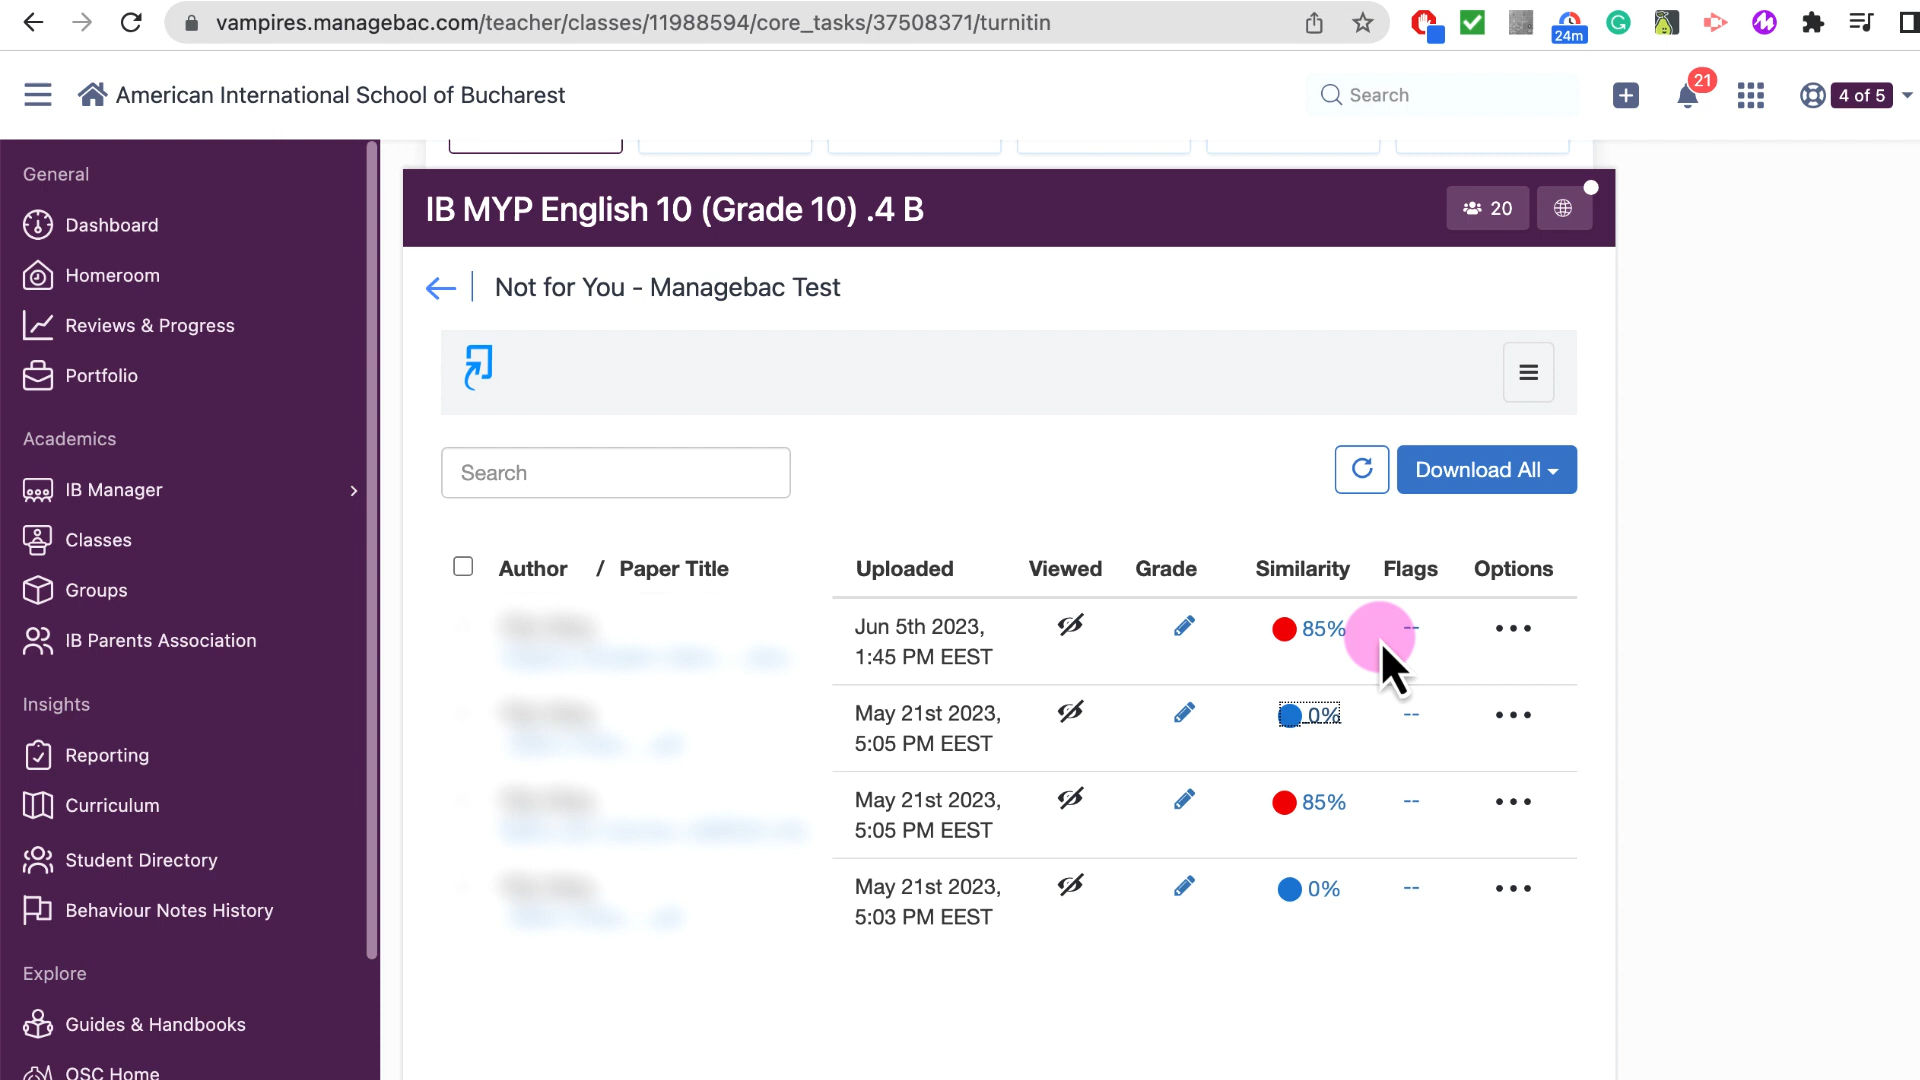 vampires.managebac.com/teacher/classes/11988594/core_tasks/37508371/turnitin
24m
American International School of Bucharest
Search
21
4 of 5
General
Dashboard
Homeroom
Reviews & Progress
Portfolio
Academics
IB Manager
Classes
Groups
IB Parents Association
Insights
Reporting
Curriculum
Student Directory
Behaviour Notes History
Explore
Guides & Handbooks
OSC Home
IB MYP English 10 (Grade 10) .4 B
20
Not for You - Managebac Test
Search
Download All
Author / Paper Title Uploaded Viewed Grade Similarity Flags Options
Jun 5th 2023, 85% --
1:45 PM EEST
May 21st 2023, 0% --
5:05 PM EEST
May 21st 2023, 85% --
5:05 PM EEST
May 21st 2023, 0% --
5:03 PM EEST